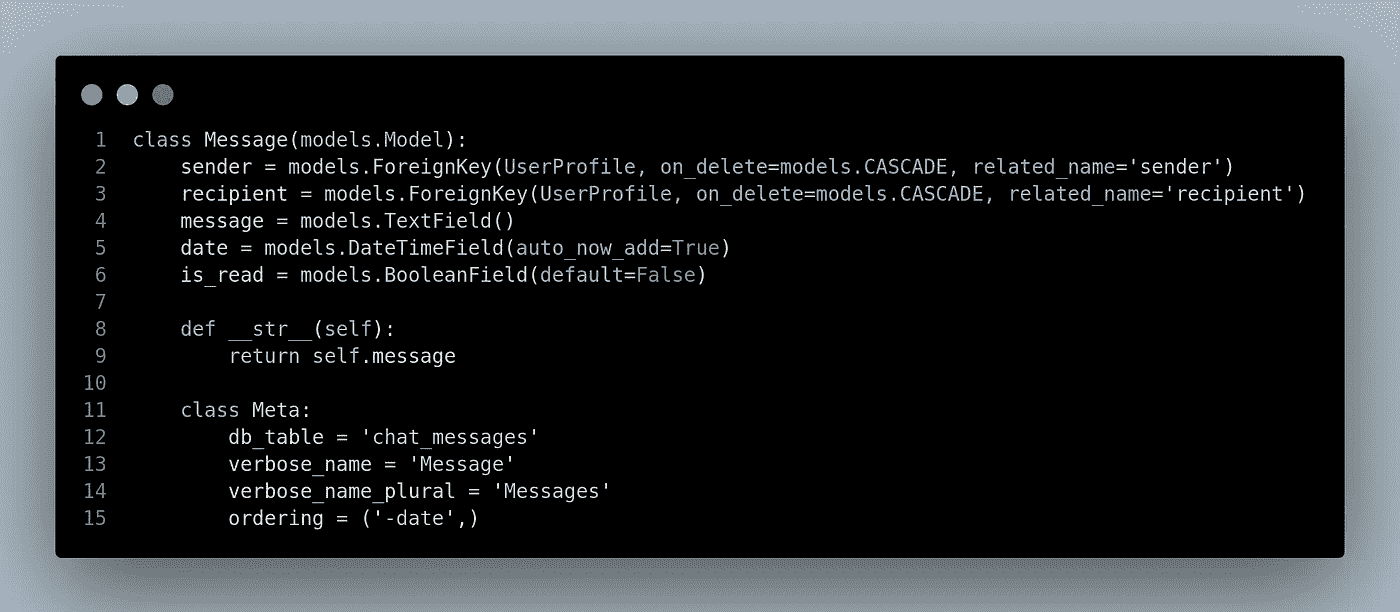 1 class Message(models.Model):
2     sender = models.ForeignKey(UserProfile, on_delete=models.CASCADE, related_name='sender')
3     recipient = models.ForeignKey(UserProfile, on_delete=models.CASCADE, related_name='recipient')
4     message = models.TextField()
5     date = models.DateTimeField(auto_now_add=True)
6     is_read = models.BooleanField(default=False)
7
8     def __str__(self):
9         return self.message
10
11     class Meta:
12         db_table = 'chat_messages'
13         verbose_name = 'Message'
14         verbose_name_plural = 'Messages'
15         ordering = ('-date',)